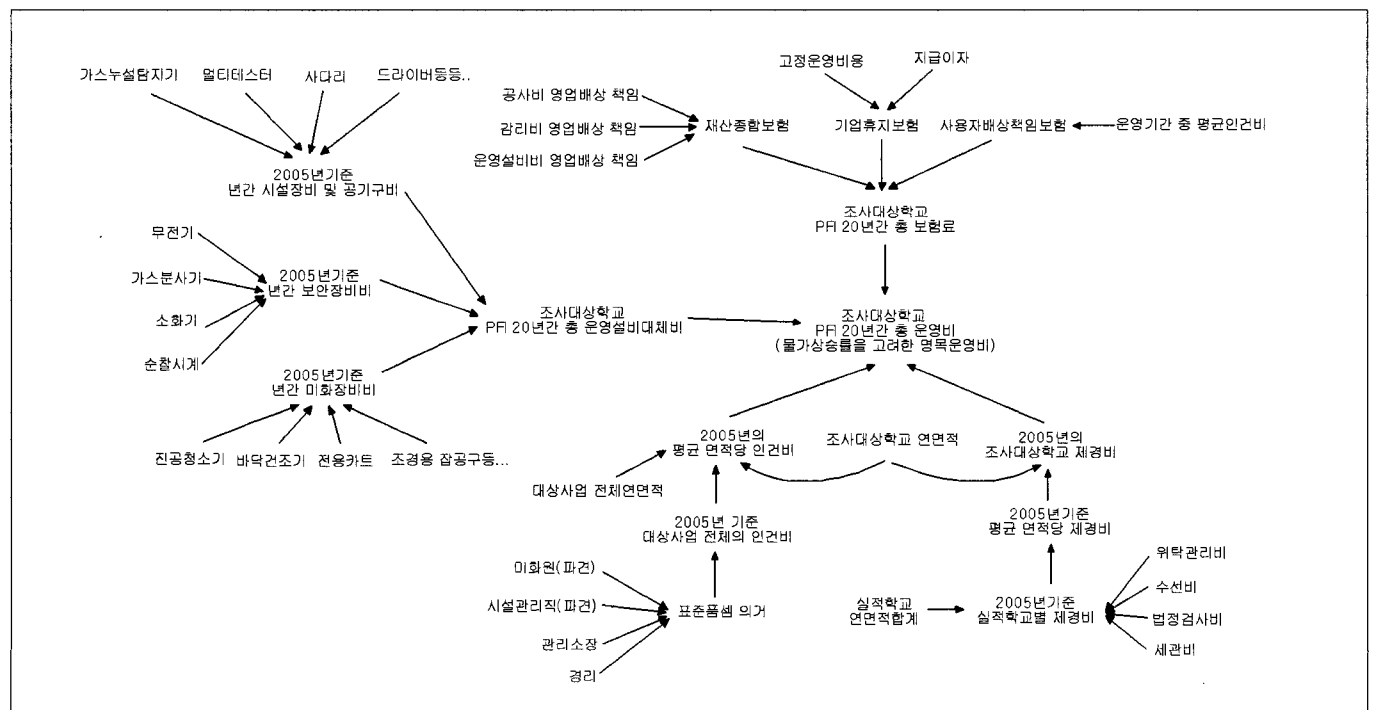 가스누설탐지기
멀티테스터
사다리
드라이버등등..
고정운영비용
지급이자
공사비 영업배상 책임
감리비 영업배상 책임
운영설비비 영업배상 책임
재산종합보험
기업휴지보험
사용자배상책임보험
운영기간 중 평균인건비
2005년기준
년간 시설장비 및 공기구비
조사대상학교
PFI 20년간 총 보험료
무전기
가스분사기
소화기
순찰시계
2005년기준
년간 보안장비비
조사대상학교
PFI 20년간 총 운영설비대체비
조사대상학교
PFI 20년간 총 운영비
(물가상승률을 고려한 명목운영비)
2005년기준
년간 미화장비비
진공청소기
바닥건조기
전용카트
조경용 잡공구등...
2005년의
평균 면적당 인건비
조사대상학교 연면적
2005년의
조사대상학교 제경비
대상사업 전체연면적
2005년 기준
대상사업 전체의 인건비
2005년기준
평균 면적당 제경비
미화원(파견)
시설관리직(파견)
관리소장
경리
표준품셈 의거
실적학교
연면적합계
2005년기준
실적학교별 제경비
위탁관리비
수선비
법정검사비
세관비